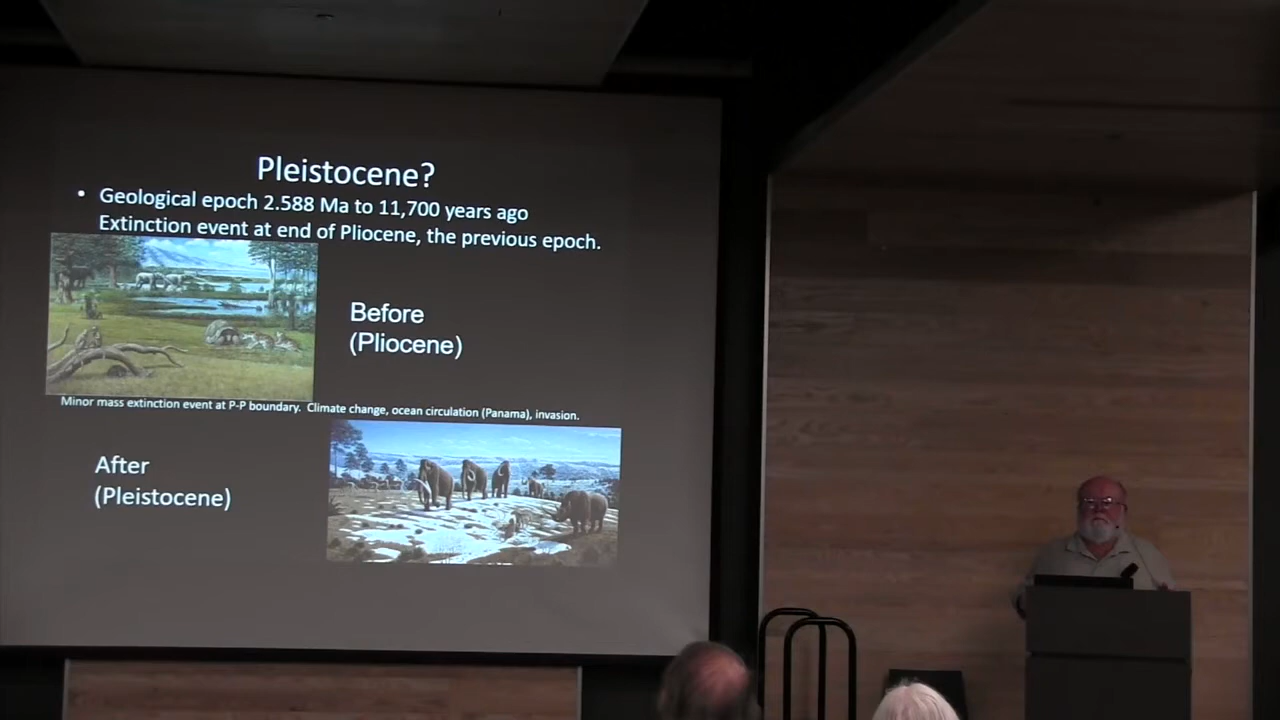 Pleistocene?
• Geological epoch 2.588 Ma to 11,700 years ago
Extinction event at end of Pliocene, the previous epoch.
Before
(Pliocene)
Minor mass extinction event at P-P boundary. Climate change, ocean circulation (Panama), invasion.
After
(Pleistocene)